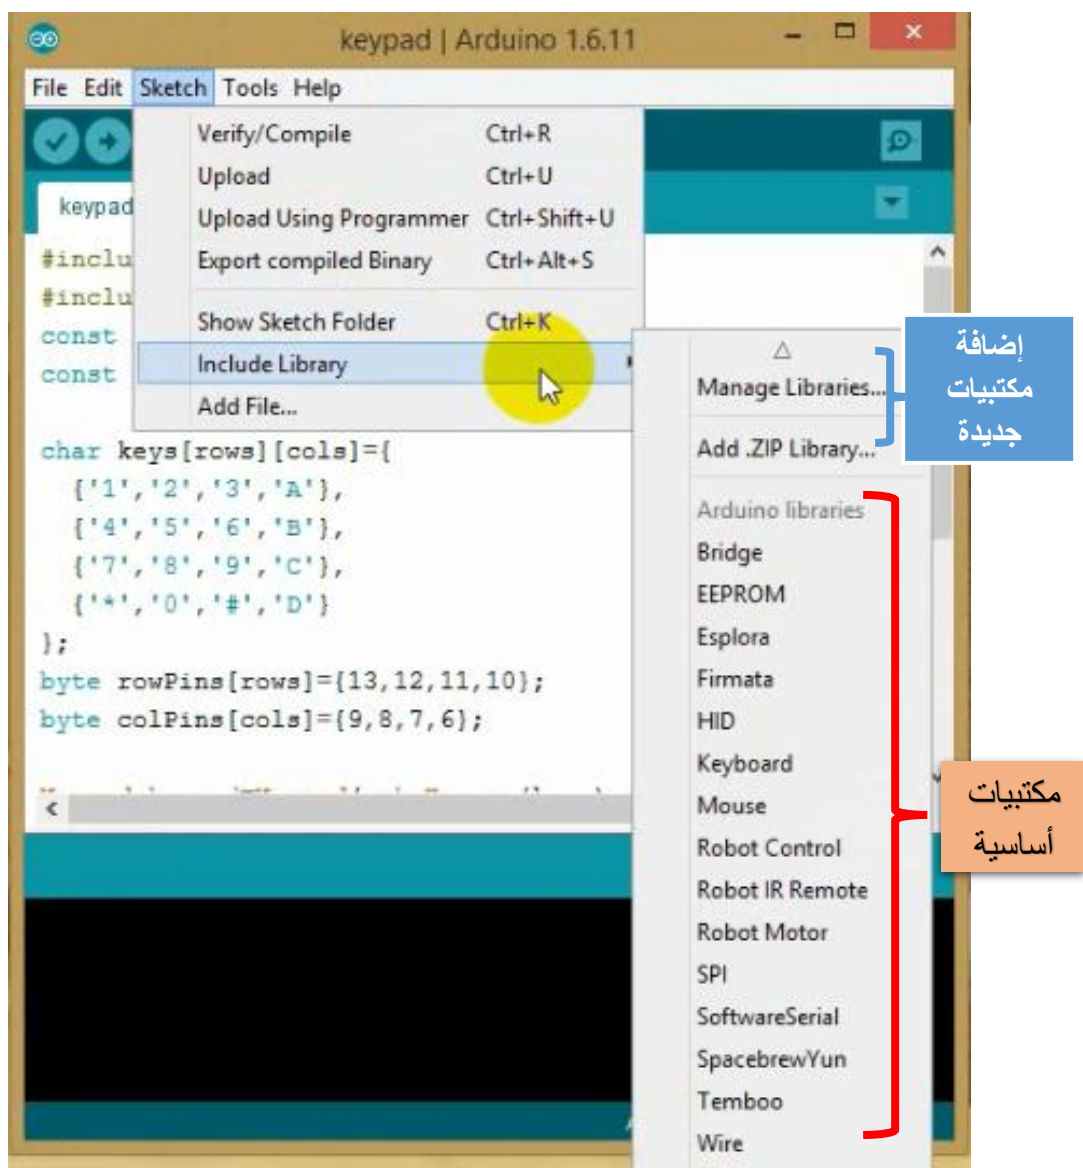 keypad | Arduino 1.6.11
File Edit Sketch Tools Help
Verify/Compile Ctrl+R
Upload Ctrl+U
keypad
Upload Using Programmer Ctrl+Shift+U
#inclu
Export compiled Binary Ctrl+Alt+S
#inclu
Show Sketch Folder Ctrl+K
const
Include Library
const
Add File...
char keys[rows][cols]={
{'1','2','3','A'},
{'4','5','6','B'},
{'7','8','9','C'},
{'*','0','#','D'}
};
byte rowPins[rows]={13,12,11,10};
byte colPins[cols]={9,8,7,6};
Manage Libraries...
Add .ZIP Library...
Arduino libraries
Bridge
EEPROM
Esplora
Firmata
HID
Keyboard
Mouse
Robot Control
Robot IR Remote
Robot Motor
SPI
SoftwareSerial
SpacebrewYun
Temboo
Wire
إضافة
مكتبيات
جديدة
مكتبيات
أساسية